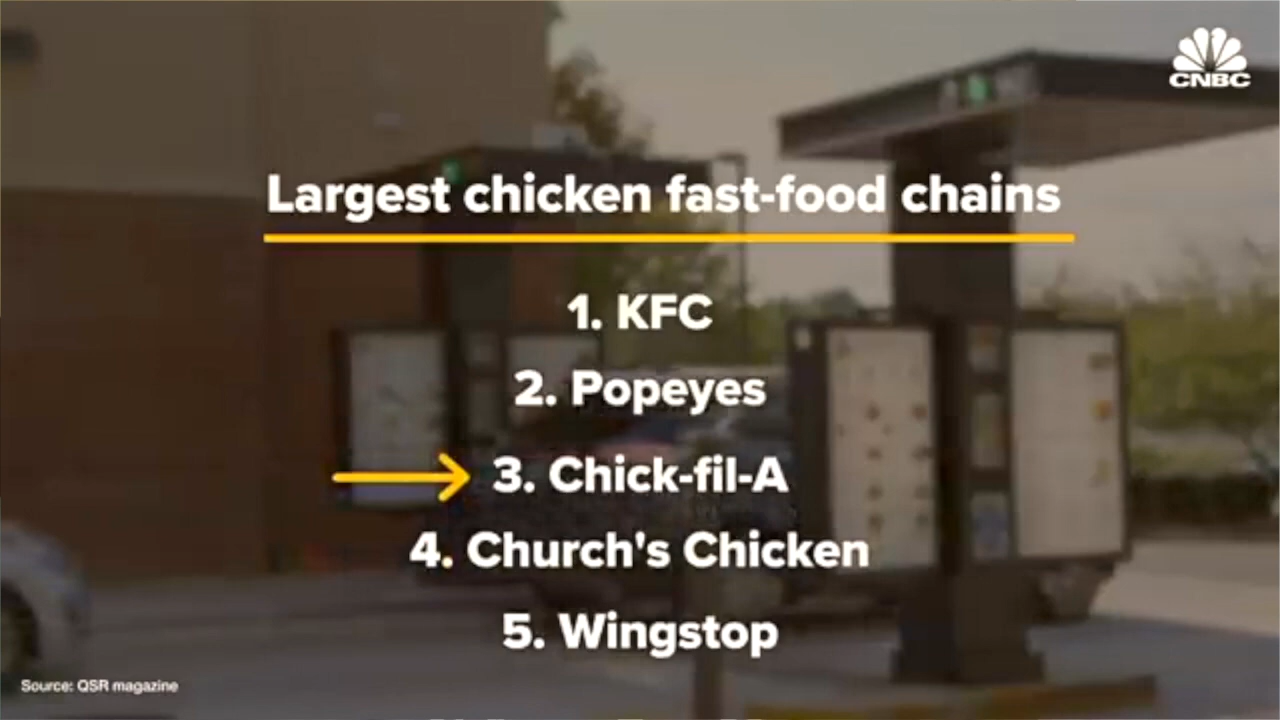 CNBC
Largest chicken fast-food chains
1. KFC
2. Popeyes
3. Chick-fil-A
4. Church's Chicken
5. Wingstop
Source: QSR magazine